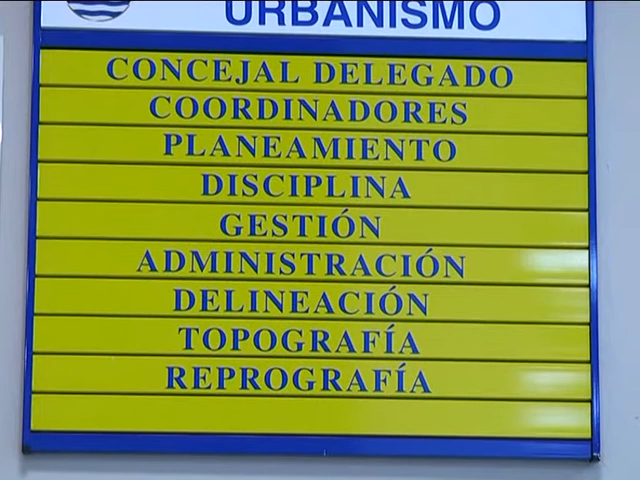 URBANISMO
CONCEJAL DELEGADO
COORDINADORES
PLANEAMIENTO
DISCIPLINA
GESTIÓN
ADMINISTRACIÓN
DELINEACIÓN
TOPOGRAFÍA
REPROGRAFÍA